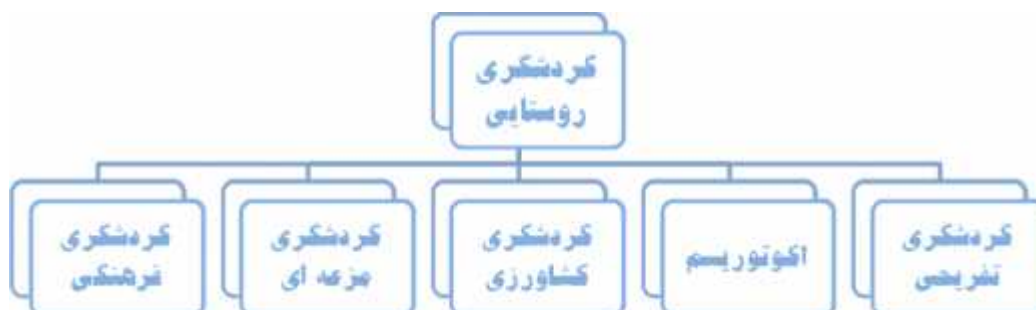 گردشگری
روستایی
گردشگری
تفریحی
اکوتوریسم
گردشگری
کشاورزی
گردشگری
مزرعه ای
گردشگری
فرهنگی